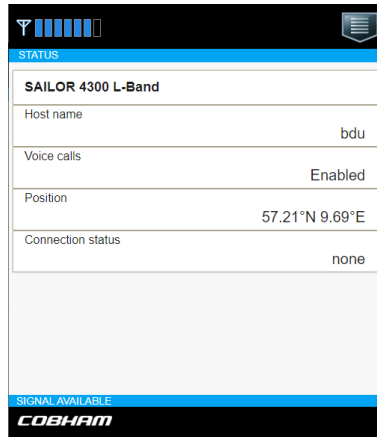 STATUS
SAILOR 4300 L-Band
Host name
bdu
Voice calls
Enabled
Position
57.21°N 9.69°E
Connection status
none
SIGNAL AVAILABLE
COBHAM